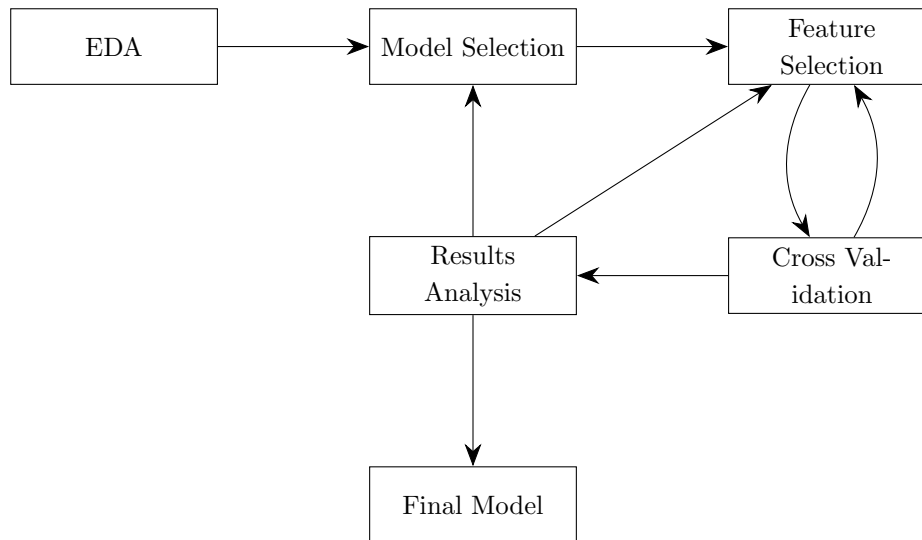 EDA
Model Selection
Feature
Selection
Results
Analysis
Cross Val-
idation
Final Model